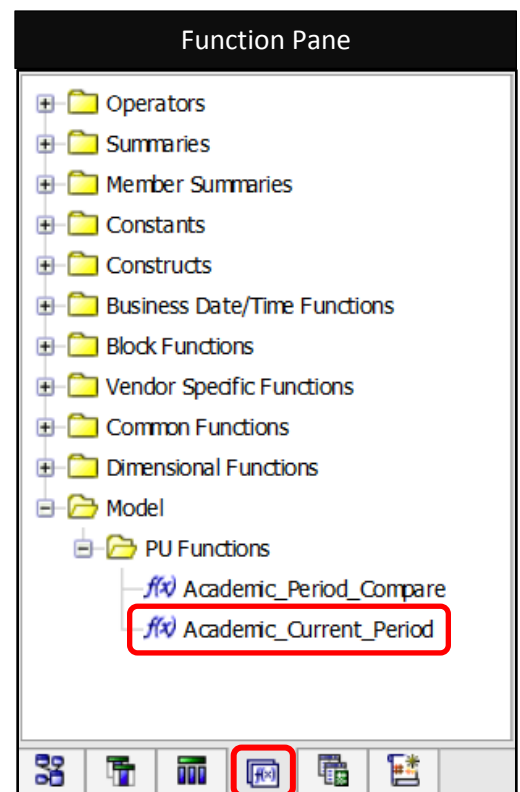 Function Pane
Operators
Summaries
Member Summaries
Constants
Constructs
Business Date/Time Functions
Block Functions
Vendor Specific Functions
Common Functions
Dimensional Functions
Model
PU Functions
f(x) Academic_Period_Compare
f(x) Academic_Current_Period
f(x)